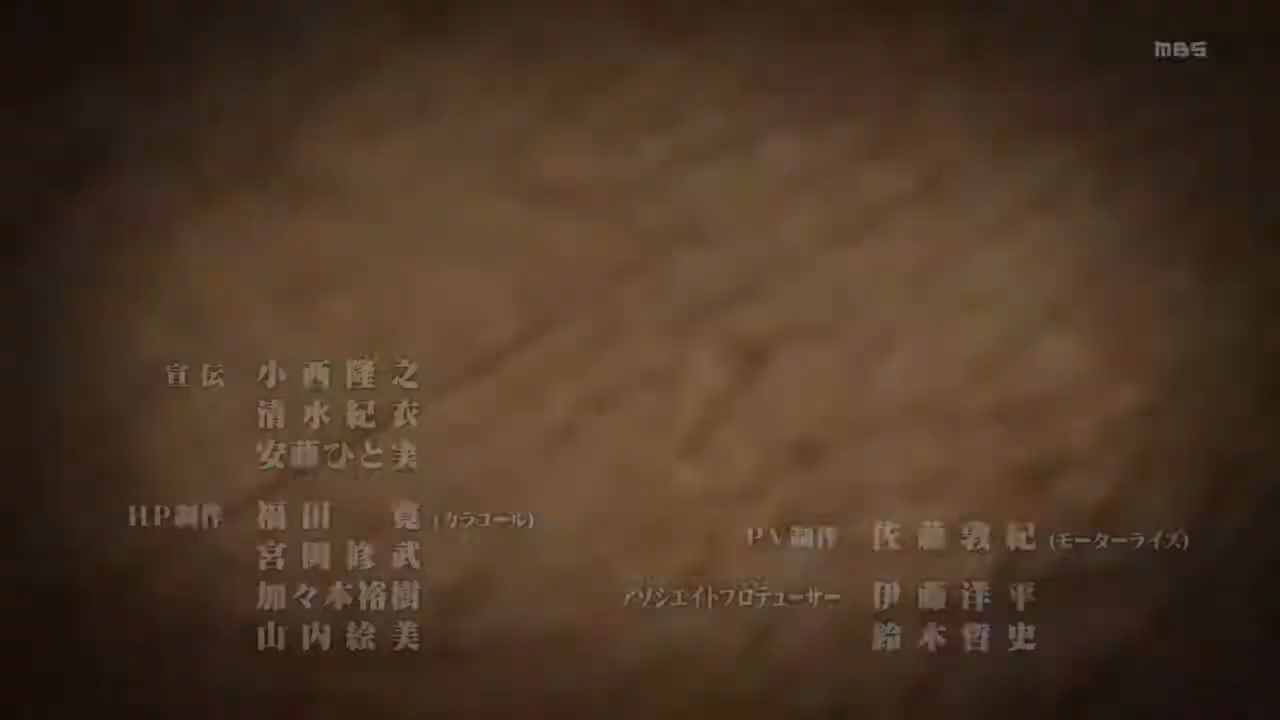 MBS
宣伝 小西隆之
清水紀衣
安藤ひと実
HP制作 福田 寛 (カラコール)
宮関修武
加々本裕樹
山内絵美
PV制作 佐藤敦紀 (モーターライズ)
アソシエイトプロデューサー 伊藤洋平
鈴木哲史